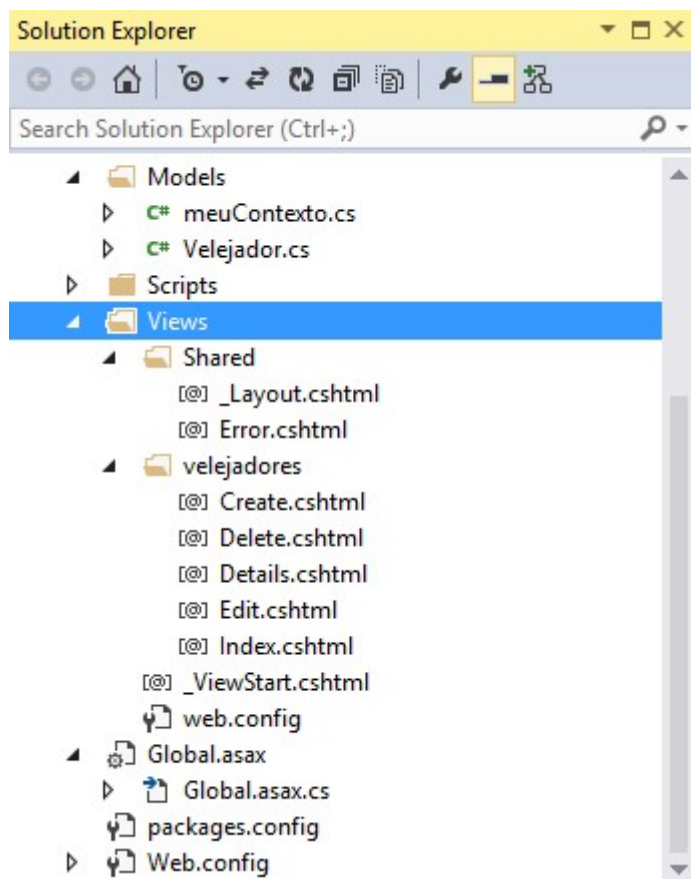 Solution Explorer
Search Solution Explorer (Ctrl+;)
Models
C# meuContexto.cs
C# Velejador.cs
Scripts
Views
Shared
[@] _Layout.cshtml
[@] Error.cshtml
velejadores
[@] Create.cshtml
[@] Delete.cshtml
[@] Details.cshtml
[@] Edit.cshtml
[@] Index.cshtml
[@] _ViewStart.cshtml
web.config
Global.asax
Global.asax.cs
packages.config
Web.config